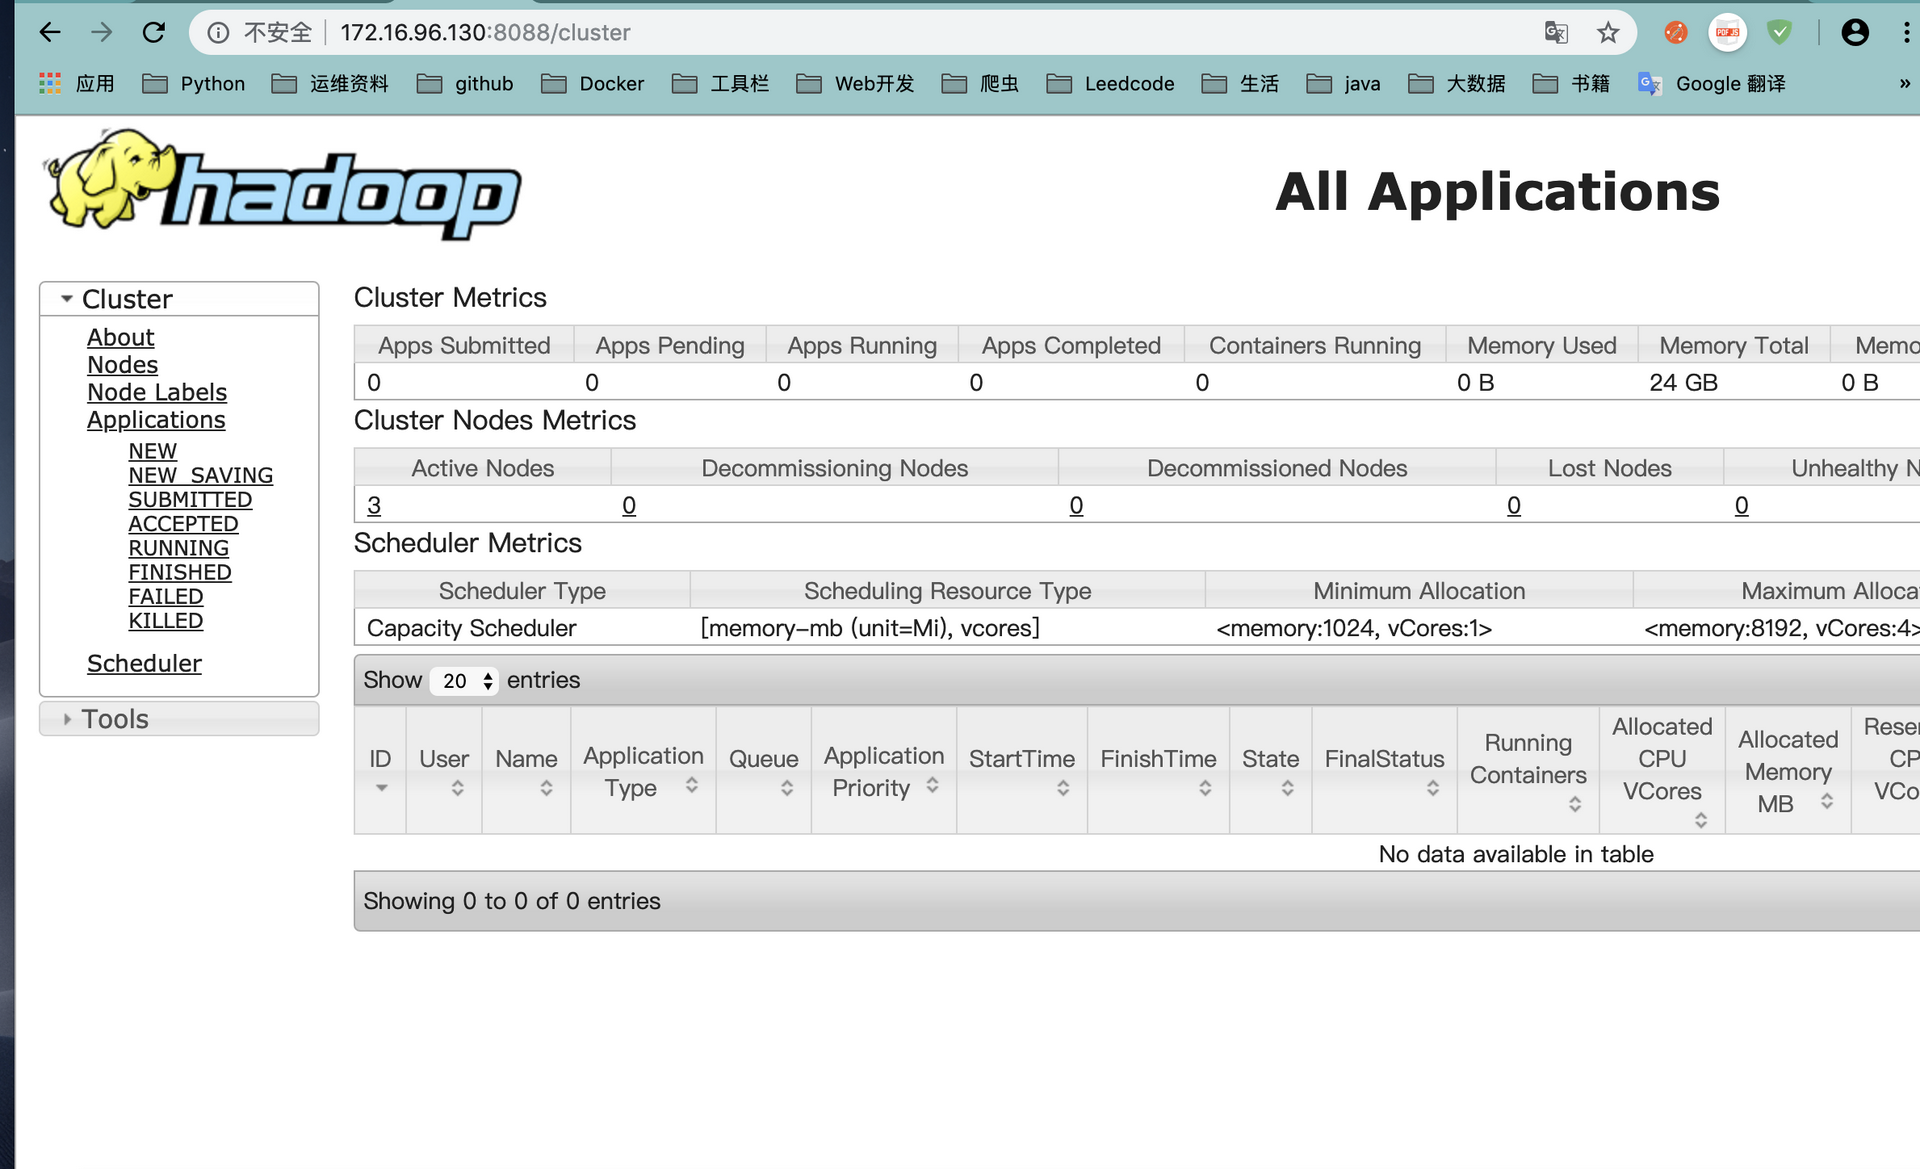 不安全 172.16.96.130:8088/cluster
应用 Python 运维资料 github Docker 工具栏 Web开发 爬虫 Leedcode 生活 java 大数据 书籍 Google 翻译 »
hadoop
All Applications
Cluster
About
Nodes
Node Labels
Applications
NEW
NEW_SAVING
SUBMITTED
ACCEPTED
RUNNING
FINISHED
FAILED
KILLED
Scheduler
Tools
Cluster Metrics
Apps Submitted Apps Pending Apps Running Apps Completed Containers Running Memory Used Memory Total Memo
0 0 0 0 0 0 B 24 GB 0 B
Cluster Nodes Metrics
Active Nodes Decommissioning Nodes Decommissioned Nodes Lost Nodes Unhealthy N
3 0 0 0 0
Scheduler Metrics
Scheduler Type Scheduling Resource Type Minimum Allocation Maximum Alloca
Capacity Scheduler [memory-mb (unit=Mi), vcores] <memory:1024, vCores:1> <memory:8192, vCores:4>
Show 20 entries
ID User Name Application Type Queue Application Priority StartTime FinishTime State FinalStatus Running Containers Allocated CPU VCores Allocated Memory MB Reser CP VCo
No data available in table
Showing 0 to 0 of 0 entries